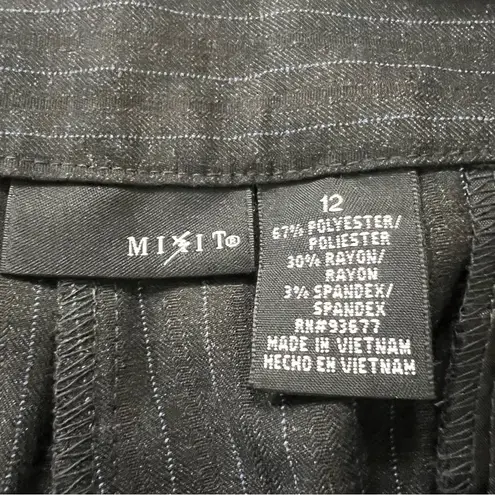 MIXIT®
12
67% POLYESTER/
POLIESTER
30% RAYON/
RAYON
3% SPANDEX/
SPANDEX
RN#93677
MADE IN VIETNAM
HECHO EN VIETNAM